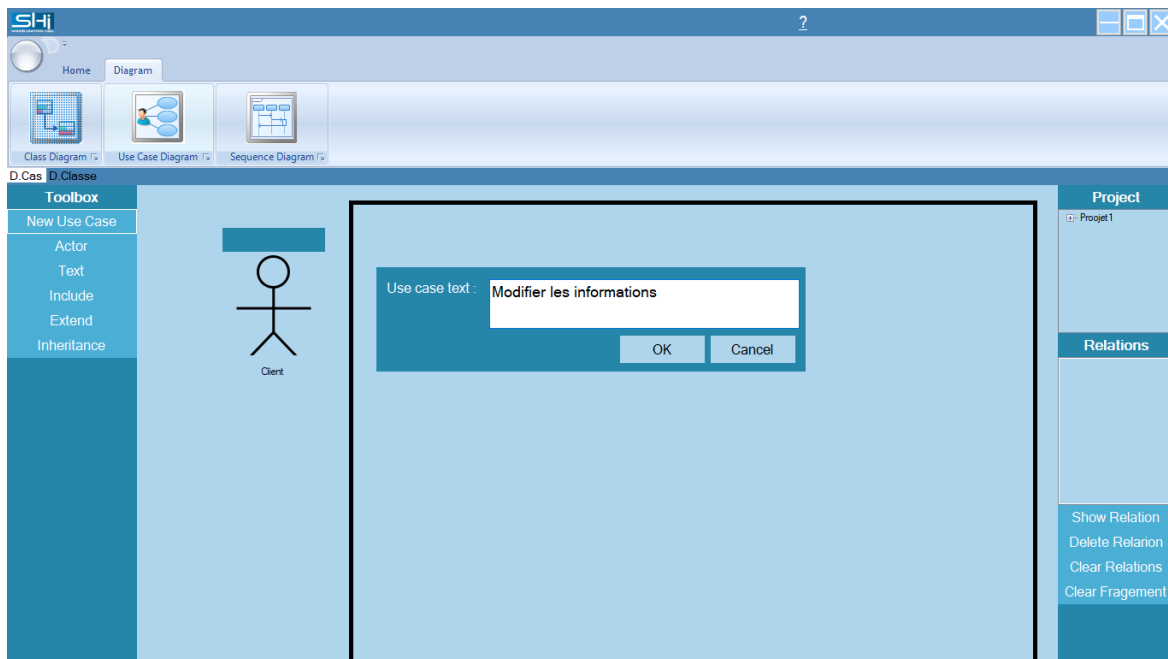 SHi
?
Home Diagram
Class Diagram Use Case Diagram Sequence Diagram
D.Cas D.Classe
Toolbox
New Use Case
Actor
Text
Include
Extend
Inheritance
Client
Use case text :
Modifier les informations
OK Cancel
Project
Proojet1
Relations
Show Relation
Delete Relarion
Clear Relations
Clear Fragement